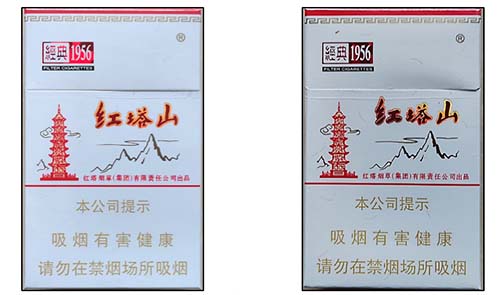 經典 1956
FILTER CIGARETTES
®
红塔山
红塔烟草(集团)有限责任公司出品
本公司提示
吸烟有害健康
请勿在禁烟场所吸烟
經典 1956
FILTER CIGARETTES
®
红塔山
红塔烟草(集团)有限责任公司出品
本公司提示
吸烟有害健康
请勿在禁烟场所吸烟